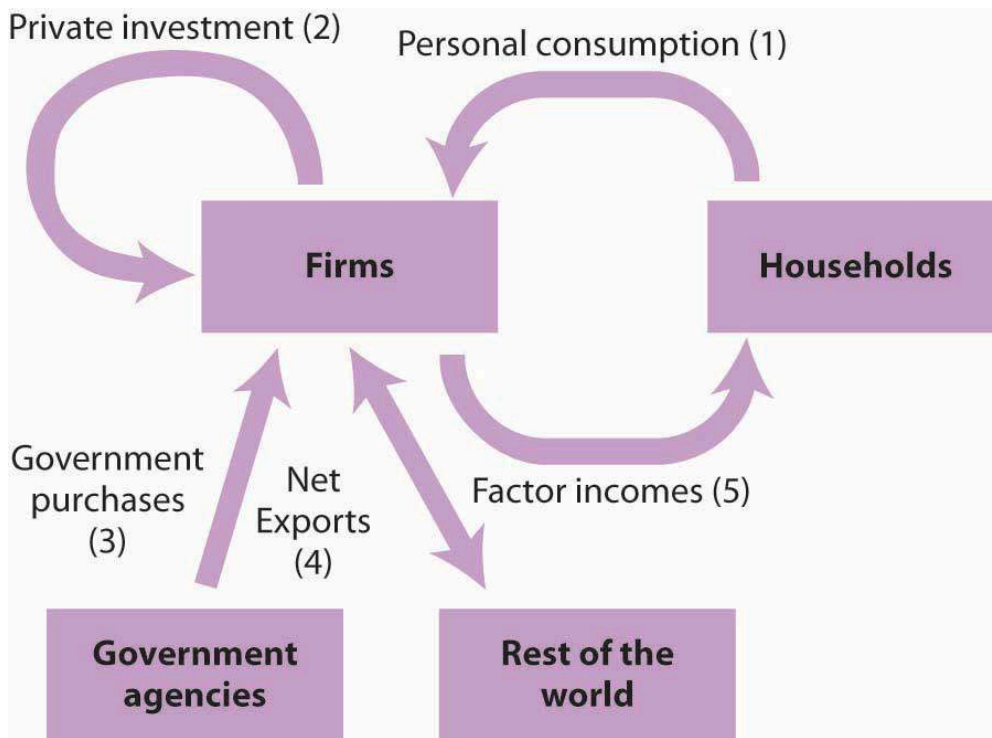 Private investment (2)
Personal consumption (1)
Firms
Households
Government
purchases
(3)
Net
Exports
(4)
Factor incomes (5)
Government
agencies
Rest of the
world